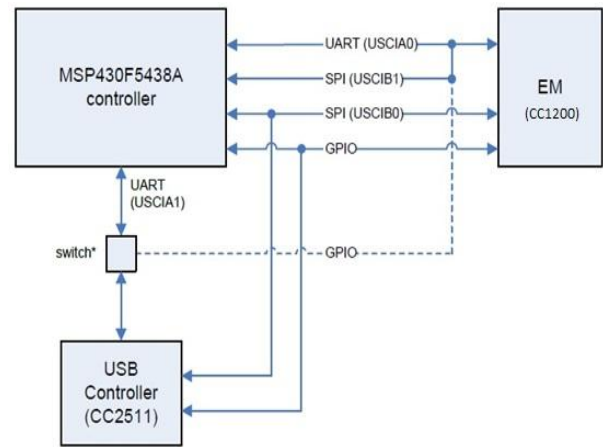 MSP430F5438A
controller
UART (USCIA0)
SPI (USCIB1)
SPI (USCIB0)
GPIO
EM
(CC1200)
UART
(USCIA1)
switch*
GPIO
USB
Controller
(CC2511)